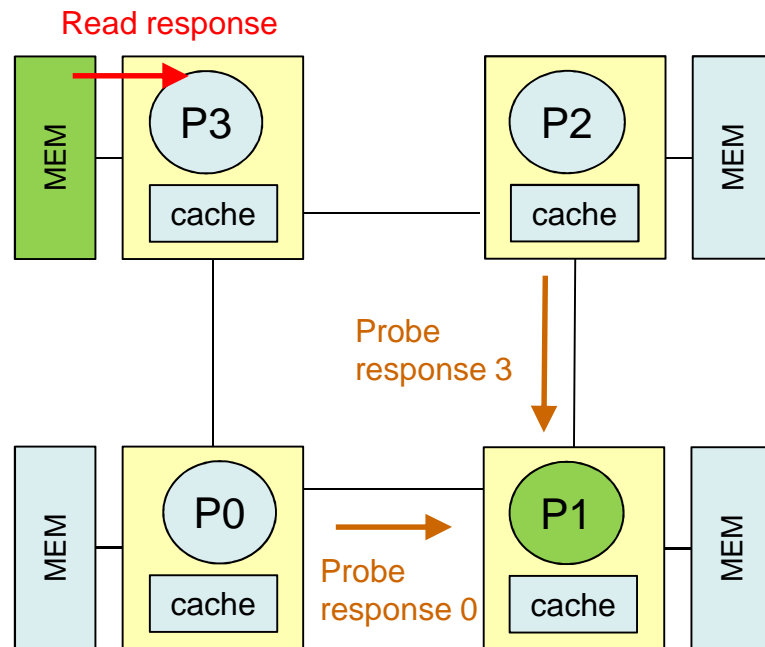 Read response
MEM
P3
cache
P2
cache
MEM
Probe
response 3
MEM
P0
cache
Probe
response 0
P1
cache
MEM